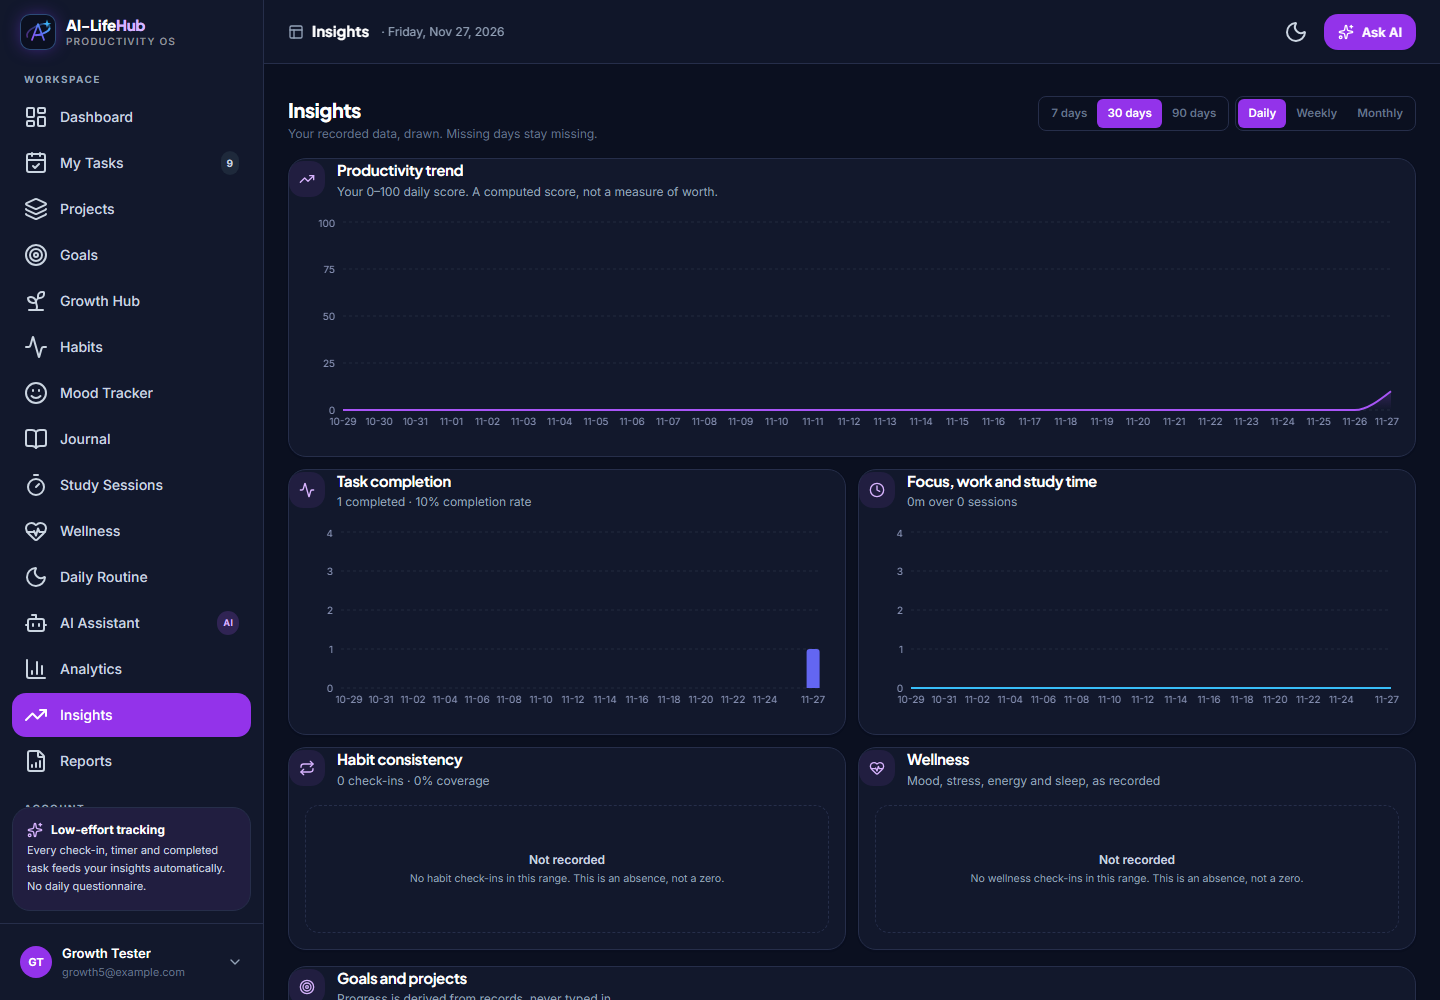 AI-LifeHub
PRODUCTIVITY OS
WORKSPACE
Dashboard
My Tasks 9
Projects
Goals
Growth Hub
Habits
Mood Tracker
Journal
Study Sessions
Wellness
Daily Routine
AI Assistant AI
Analytics
Insights
Reports
ACCOUNT
Low-effort tracking
Every check-in, timer and completed
task feeds your insights automatically.
No daily questionnaire.
GT Growth Tester
growth5@example.com
Insights · Friday, Nov 27, 2026
Ask AI
Insights
Your recorded data, drawn. Missing days stay missing.
7 days 30 days 90 days
Daily Weekly Monthly
Productivity trend
Your 0–100 daily score. A computed score, not a measure of worth.
100
75
50
25
0
10-29 10-30 10-31 11-01 11-02 11-03 11-04 11-05 11-06 11-07 11-08 11-09 11-10 11-11 11-12 11-13 11-14 11-15 11-16 11-17 11-18 11-19 11-20 11-21 11-22 11-23 11-24 11-25 11-26 11-27
Task completion
1 completed · 10% completion rate
4
3
2
1
0
10-29 10-31 11-02 11-04 11-06 11-08 11-10 11-12 11-14 11-16 11-18 11-20 11-22 11-24 11-27
Focus, work and study time
0m over 0 sessions
4
3
2
1
0
10-29 10-31 11-02 11-04 11-06 11-08 11-10 11-12 11-14 11-16 11-18 11-20 11-22 11-24 11-27
Habit consistency
0 check-ins · 0% coverage
Not recorded
No habit check-ins in this range. This is an absence, not a zero.
Wellness
Mood, stress, energy and sleep, as recorded
Not recorded
No wellness check-ins in this range. This is an absence, not a zero.
Goals and projects
Progress is derived from records, never typed in.